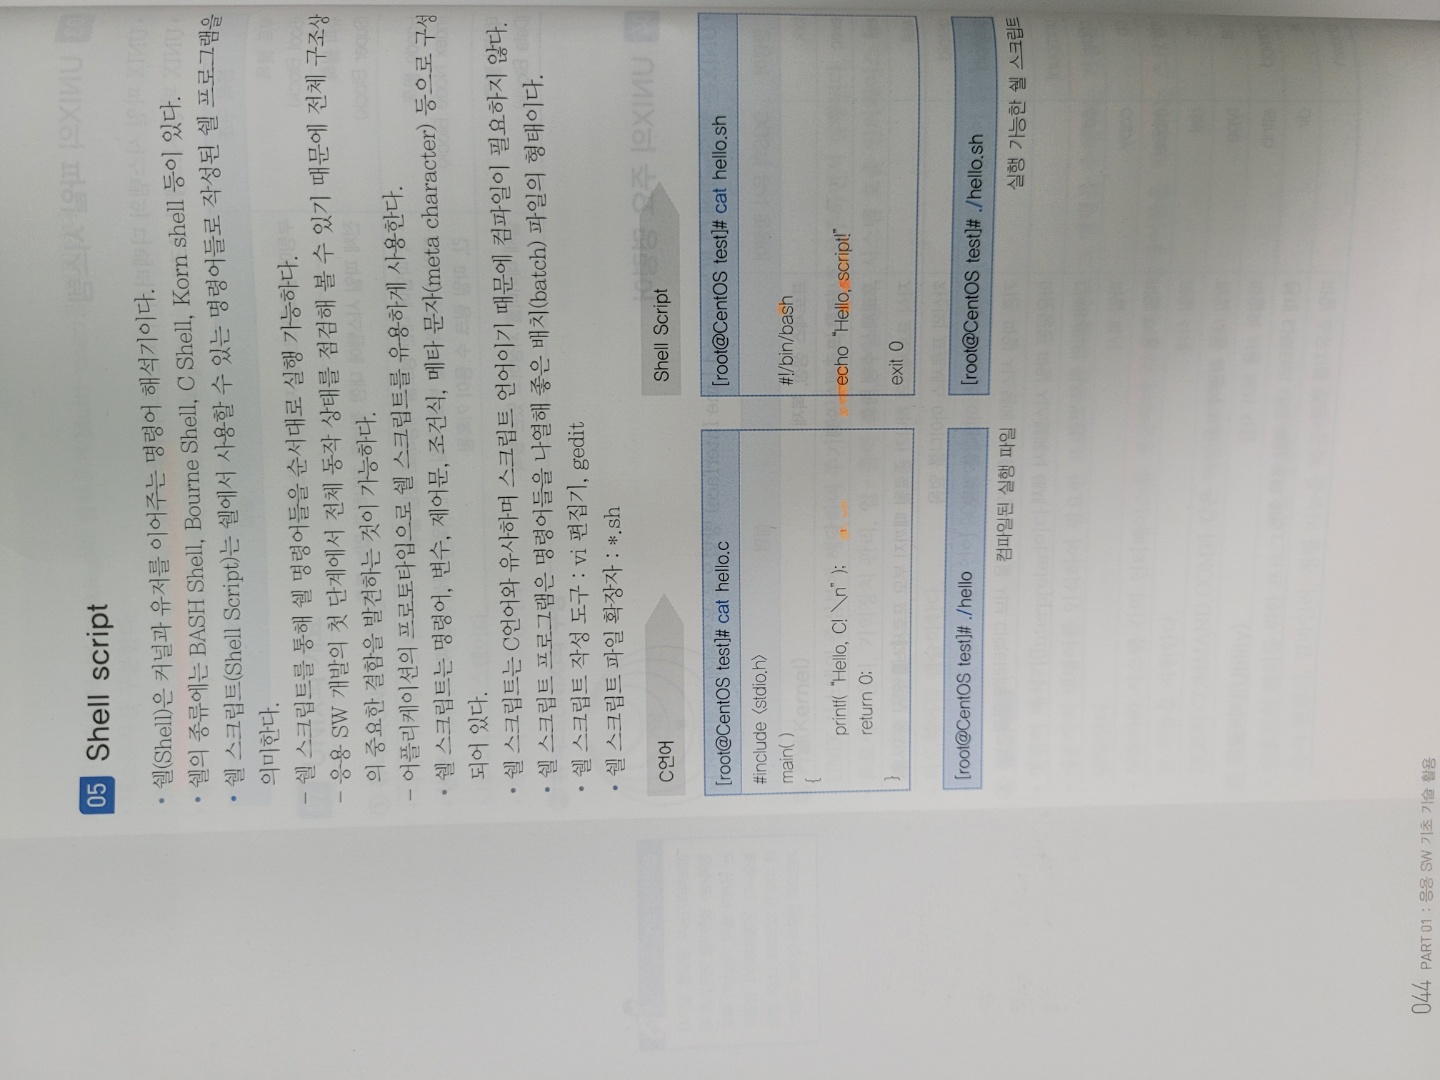 05 Shell script
• 쉘(Shell)은 커널과 유저를 이어주는 명령어 해석기이다.
• 쉘의 종류에는 BASH Shell, Bourne Shell, C Shell, Korn shell 등이 있다.
• 쉘 스크립트(Shell Script)는 쉘에서 사용할 수 있는 명령어들로 작성된 쉘 프로그램을
의미한다.
- 쉘 스크립트를 통해 쉘 명령어들을 순서대로 실행 가능하다.
- 응용 SW 개발의 첫 단계에서 전체 동작 상태를 점검해 볼 수 있기 때문에 전체 구조상
의 중요한 결함을 발견하는 것이 가능하다.
- 어플리케이션의 프로토타입으로 쉘 스크립트를 유용하게 사용한다.
• 쉘 스크립트는 명령어, 변수, 제어문, 조건식, 메타 문자(meta character) 등으로 구성
되어 있다.
• 쉘 스크립트는 C언어와 유사하며 스크립트 언어이기 때문에 컴파일이 필요하지 않다.
• 쉘 스크립트 프로그램은 명령어들을 나열해 좋은 배치(batch) 파일의 형태이다.
• 쉘 스크립트 작성 도구 : vi 편집기, gedit
• 쉘 스크립트 파일 확장자 : *.sh
C언어
[root@CentOS test]# cat hello.c
#include <stdio.h>
main( )
{
printf( "Hello, C! \n" );
return 0;
}
[root@CentOS test]# ./hello
컴파일된 실행 파일
Shell Script
[root@CentOS test]# cat hello.sh
#!/bin/bash
echo "Hello, script!"
exit 0
[root@CentOS test]# ./hello.sh
실행 가능한 쉘 스크립트
044 PART 01 : 응용 SW 기초 기술 활용